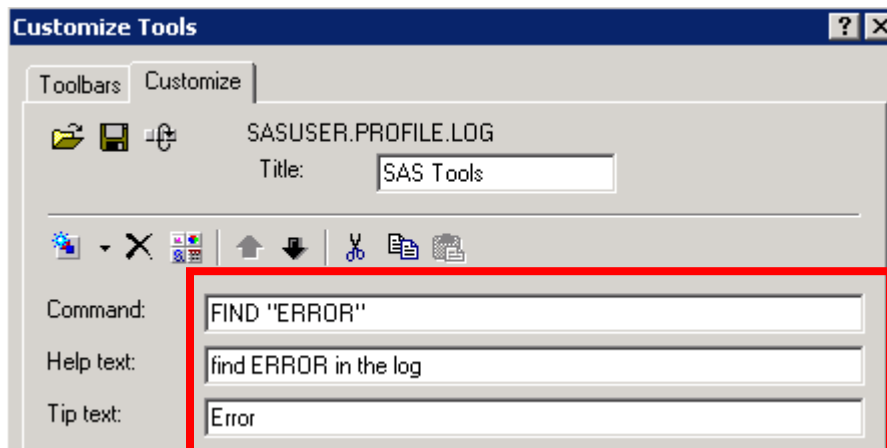 Customize Tools
Toolbars Customize
SASUSER.PROFILE.LOG
Title: SAS Tools
Command: FIND "ERROR"
Help text: find ERROR in the log
Tip text: Error